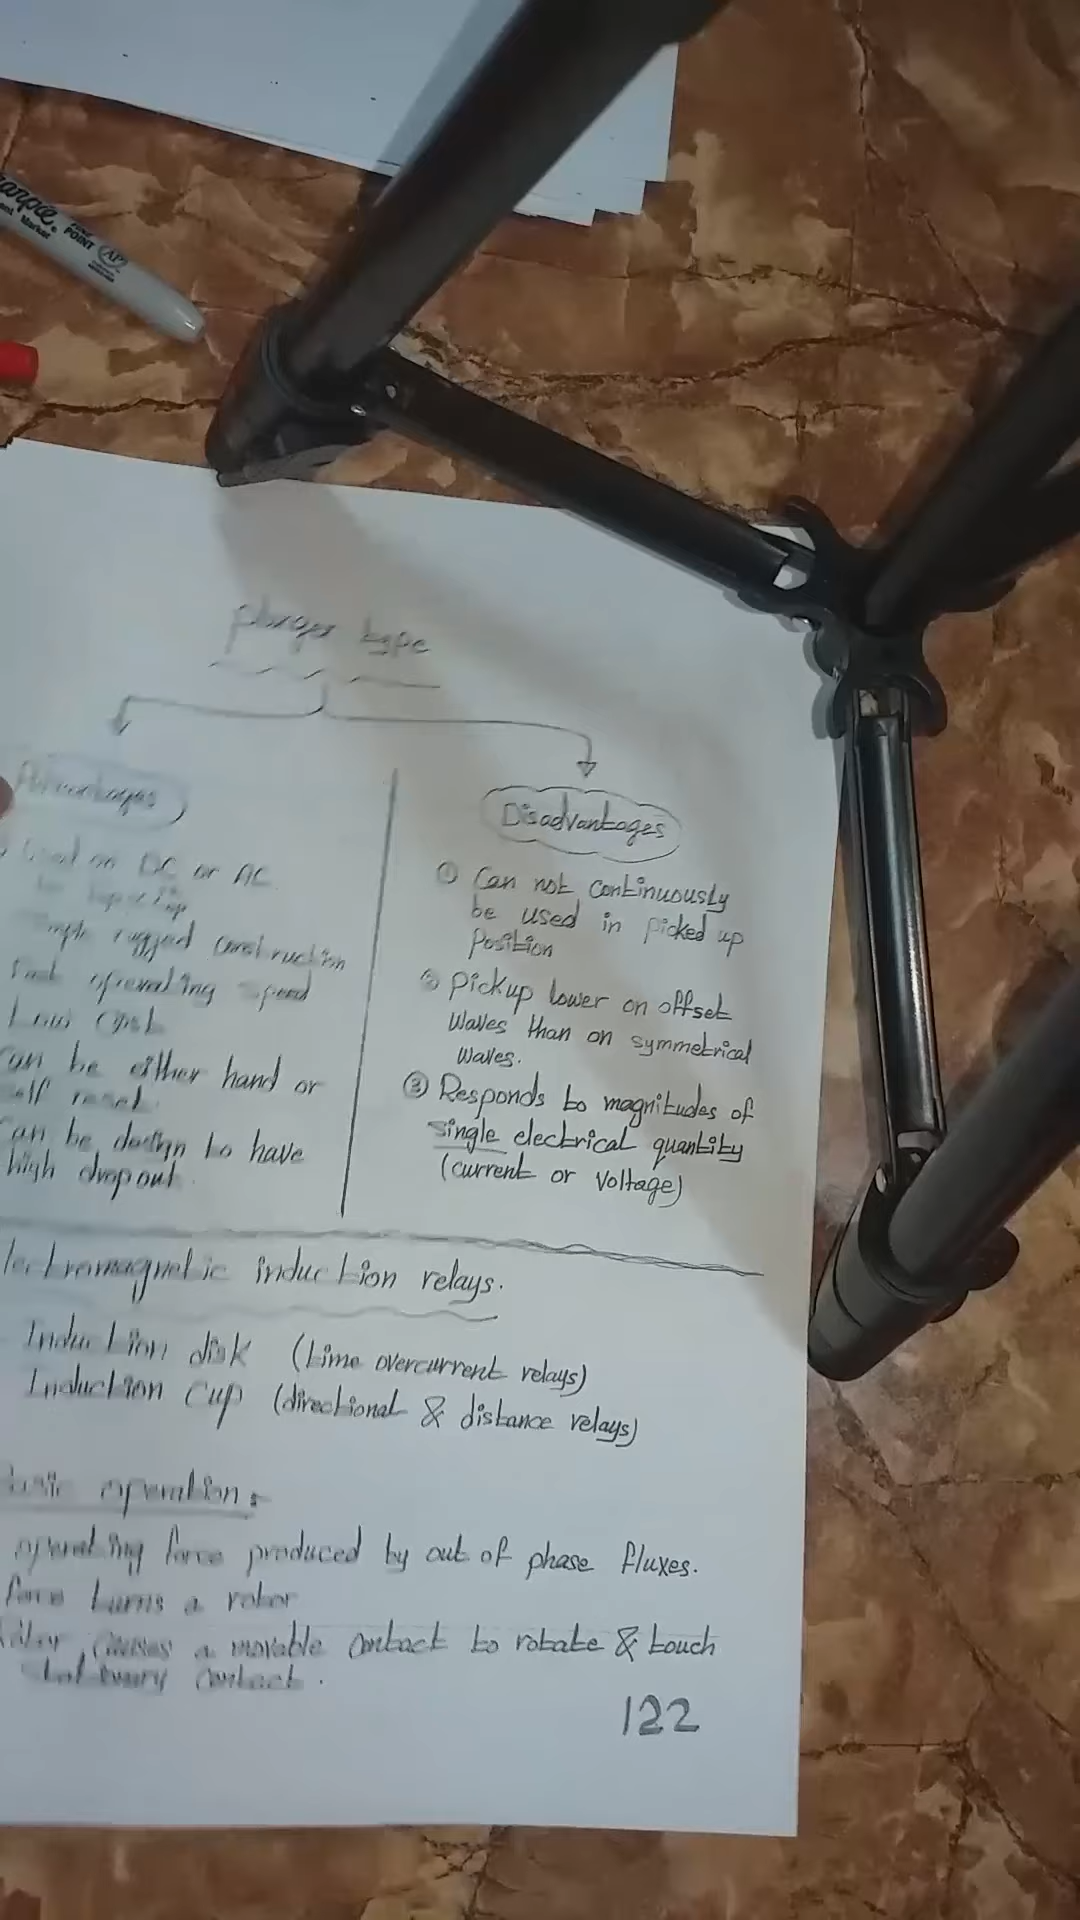 Sharpie
Marker
FINE
POINT
AP
plunger type
Advantages
Used on DC or AC
Simple rugged construction
Fast operating speed
Low cost
can be either hand or
self reset.
Can be design to have
high dropout.
Disadvantages
① Can not continuously
be used in picked up
Position
② Pickup lower on offset
waves than on symmetrical
waves.
③ Responds to magnitudes of
single electrical quantity
(current or voltage)
lectromagnetic induction relays.
Induction disk (time overcurrent relays)
Induction cup (directional & distance relays)
Basic operation:
operating force produced by out of phase fluxes.
force turns a rotor
Rotor causes a movable contact to rotate & touch
stationary contact.
122